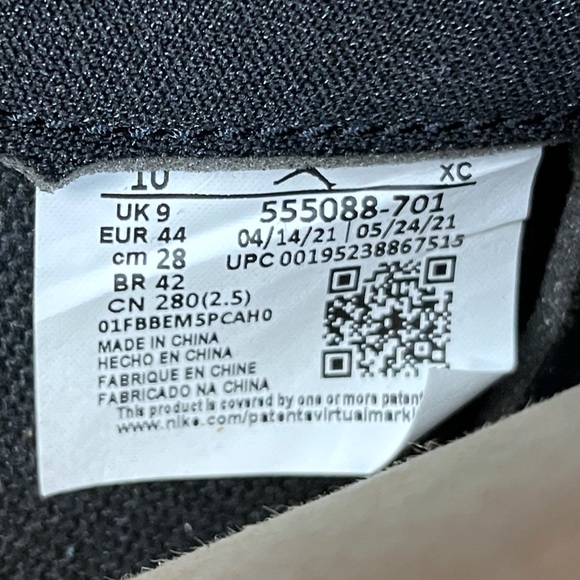 10 XC
UK 9 555088-701
EUR 44 04/14/21 | 05/24/21
cm 28 UPC 00195238867515
BR 42
CN 280(2.5)
01FBBEM5PCAH0
MADE IN CHINA
HECHO EN CHINA
FABRIQUE EN CHINE
FABRICADO NA CHINA
This product is covered by one or more paten
www.nike.com/patentsvirtualmark